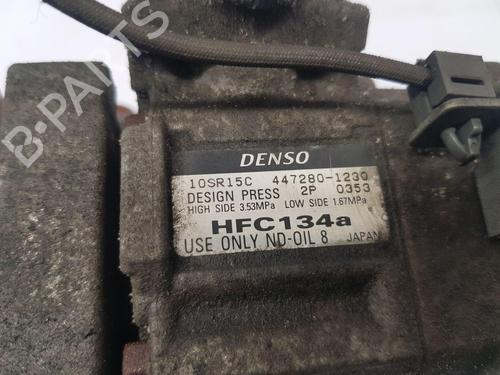 B-PARTS
DENSO
10SR15C 447280-1230
DESIGN PRESS 2P 0353
HIGH SIDE 3.53MPa LOW SIDE 1.67MPa
HFC134a
USE ONLY ND-OIL 8 JAPAN